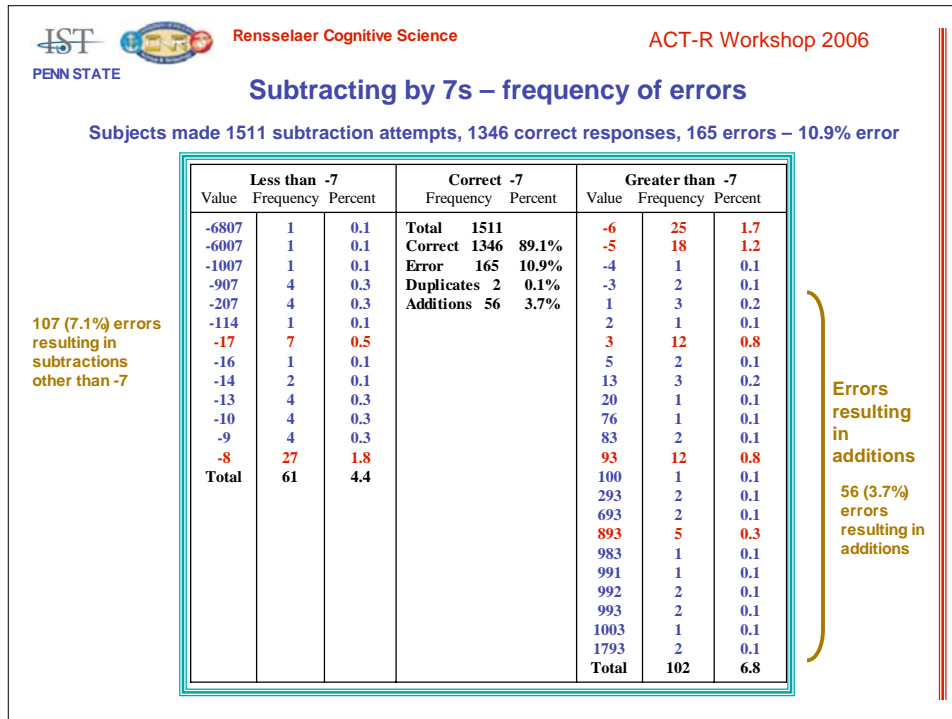 IST
PENN STATE
Rensselaer Cognitive Science
ACT-R Workshop 2006
Subtracting by 7s – frequency of errors
Subjects made 1511 subtraction attempts, 1346 correct responses, 165 errors – 10.9% error
107 (7.1%) errors
resulting in
subtractions
other than -7
Less than -7
Value Frequency Percent
-6807 1 0.1
-6007 1 0.1
-1007 1 0.1
-907 4 0.3
-207 4 0.3
-114 1 0.1
-17 7 0.5
-16 1 0.1
-14 2 0.1
-13 4 0.3
-10 4 0.3
-9 4 0.3
-8 27 1.8
Total 61 4.4
Correct -7
Frequency Percent
Total 1511
Correct 1346 89.1%
Error 165 10.9%
Duplicates 2 0.1%
Additions 56 3.7%
Greater than -7
Value Frequency Percent
-6 25 1.7
-5 18 1.2
-4 1 0.1
-3 2 0.1
1 3 0.2
2 1 0.1
3 12 0.8
5 2 0.1
13 3 0.2
20 1 0.1
76 1 0.1
83 2 0.1
93 12 0.8
100 1 0.1
293 2 0.1
693 2 0.1
893 5 0.3
983 1 0.1
991 1 0.1
992 2 0.1
993 2 0.1
1003 1 0.1
1793 2 0.1
Total 102 6.8
Errors
resulting
in
additions
56 (3.7%)
errors
resulting in
additions